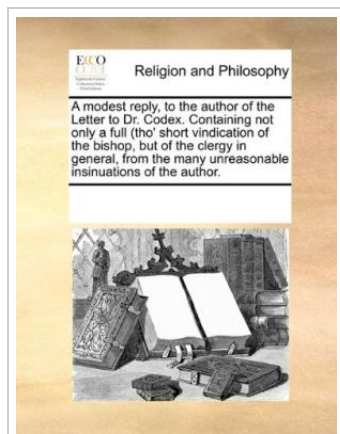 ECCO
Religion and Philosophy
A modest reply, to the author of the
Letter to Dr. Codex. Containing not
only a full (tho' short vindication of
the bishop, but of the clergy in
general, from the many unreasonable
insinuations of the author.